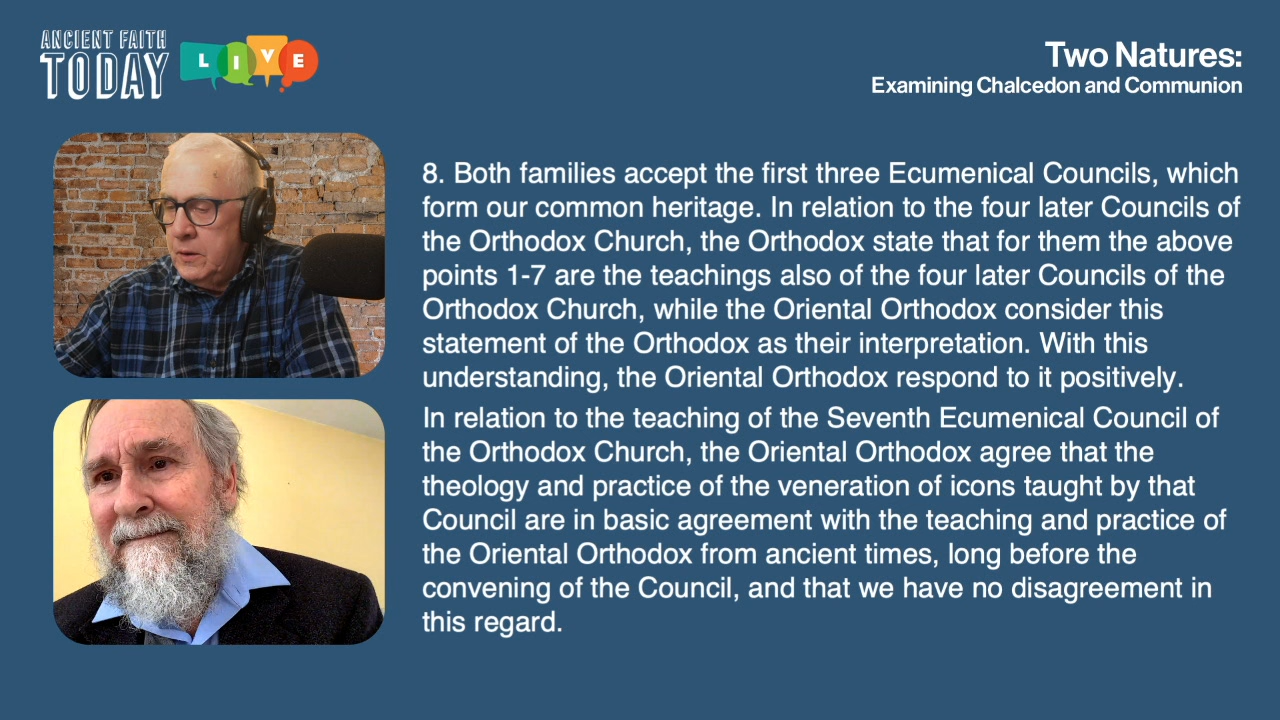 ANCIENT FAITH
TODAY
LIVE
Two Natures:
Examining Chalcedon and Communion
8. Both families accept the first three Ecumenical Councils, which
form our common heritage. In relation to the four later Councils of
the Orthodox Church, the Orthodox state that for them the above
points 1-7 are the teachings also of the four later Councils of the
Orthodox Church, while the Oriental Orthodox consider this
statement of the Orthodox as their interpretation. With this
understanding, the Oriental Orthodox respond to it positively.
In relation to the teaching of the Seventh Ecumenical Council of
the Orthodox Church, the Oriental Orthodox agree that the
theology and practice of the veneration of icons taught by that
Council are in basic agreement with the teaching and practice of
the Oriental Orthodox from ancient times, long before the
convening of the Council, and that we have no disagreement in
this regard.